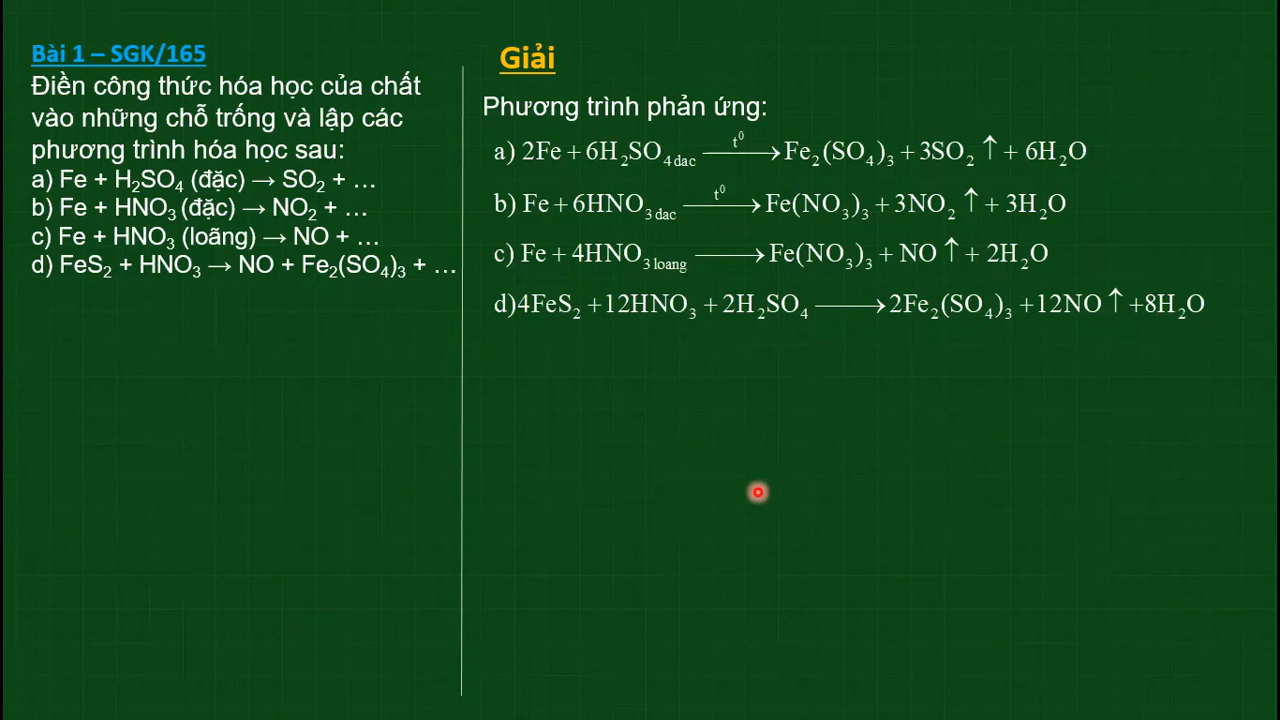 Bài 1 – SGK/165
Điền công thức hóa học của chất
vào những chỗ trống và lập các
phương trình hóa học sau:
a) Fe + H₂SO₄ (đặc) → SO₂ + …
b) Fe + HNO₃ (đặc) → NO₂ + …
c) Fe + HNO₃ (loãng) → NO + …
d) FeS₂ + HNO₃ → NO + Fe₂(SO₄)₃ + …
Giải
Phương trình phản ứng:
a) 2Fe + 6H₂SO₄ dac —t⁰→ Fe₂(SO₄)₃ + 3SO₂ ↑ + 6H₂O
b) Fe + 6HNO₃ dac —t⁰→ Fe(NO₃)₃ + 3NO₂ ↑ + 3H₂O
c) Fe + 4HNO₃ loang ⟶ Fe(NO₃)₃ + NO ↑ + 2H₂O
d)4FeS₂ +12HNO₃ + 2H₂SO₄ ⟶ 2Fe₂(SO₄)₃ +12NO ↑ +8H₂O